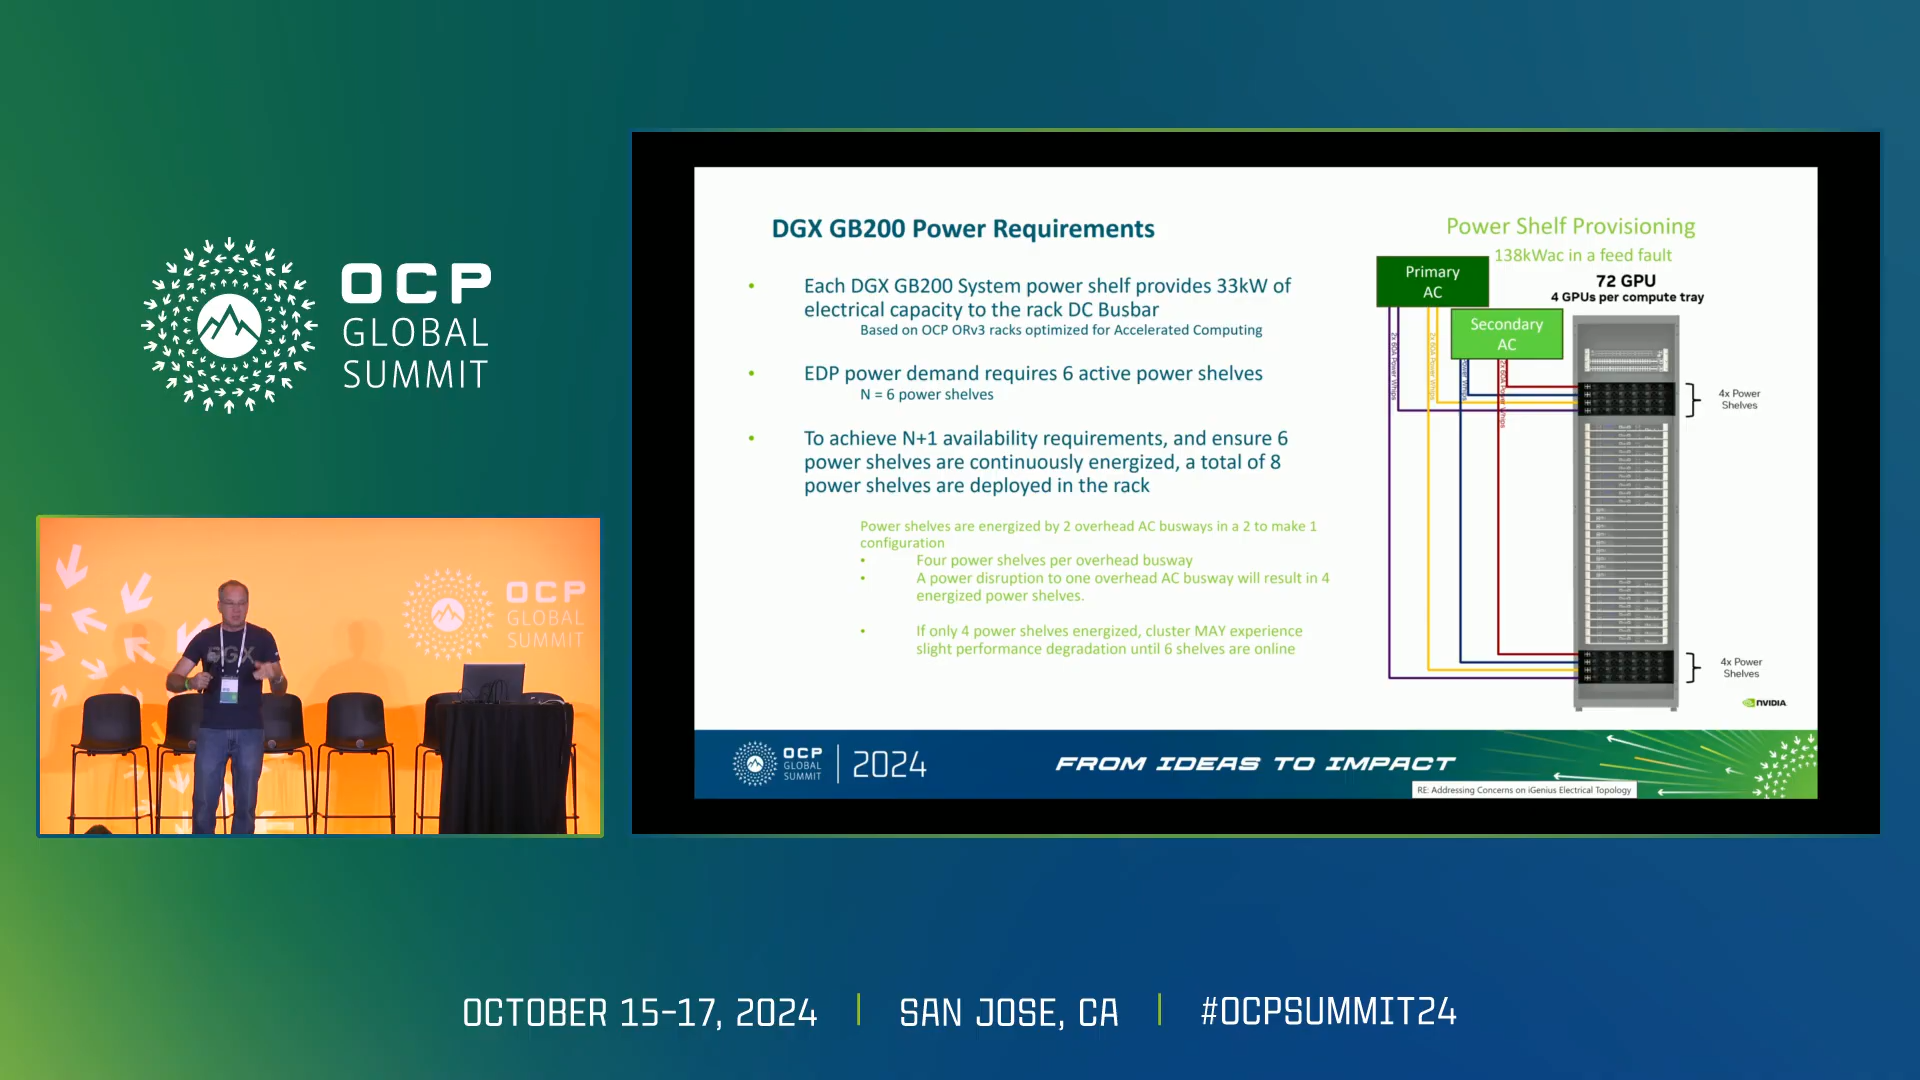 OCP
GLOBAL
SUMMIT
DGX GB200 Power Requirements
Each DGX GB200 System power shelf provides 33kW of
electrical capacity to the rack DC Busbar
Based on OCP ORv3 racks optimized for Accelerated Computing
EDP power demand requires 6 active power shelves
N = 6 power shelves
To achieve N+1 availability requirements, and ensure 6
power shelves are continuously energized, a total of 8
power shelves are deployed in the rack
Power shelves are energized by 2 overhead AC busways in a 2 to make 1
configuration
Four power shelves per overhead busway
A power disruption to one overhead AC busway will result in 4
energized power shelves.
If only 4 power shelves energized, cluster MAY experience
slight performance degradation until 6 shelves are online
Power Shelf Provisioning
138kWac in a feed fault
72 GPU
4 GPUs per compute tray
Primary
AC
Secondary
AC
2x 60A Power Whips
4x Power
Shelves
4x Power
Shelves
NVIDIA
OCP
GLOBAL
SUMMIT
2024
FROM IDEAS TO IMPACT
RE: Addressing Concerns on iGenius Electrical Topology
OCP
GLOBAL
SUMMIT
DGX
OCTOBER 15-17, 2024
SAN JOSE, CA
#OCPSUMMIT24